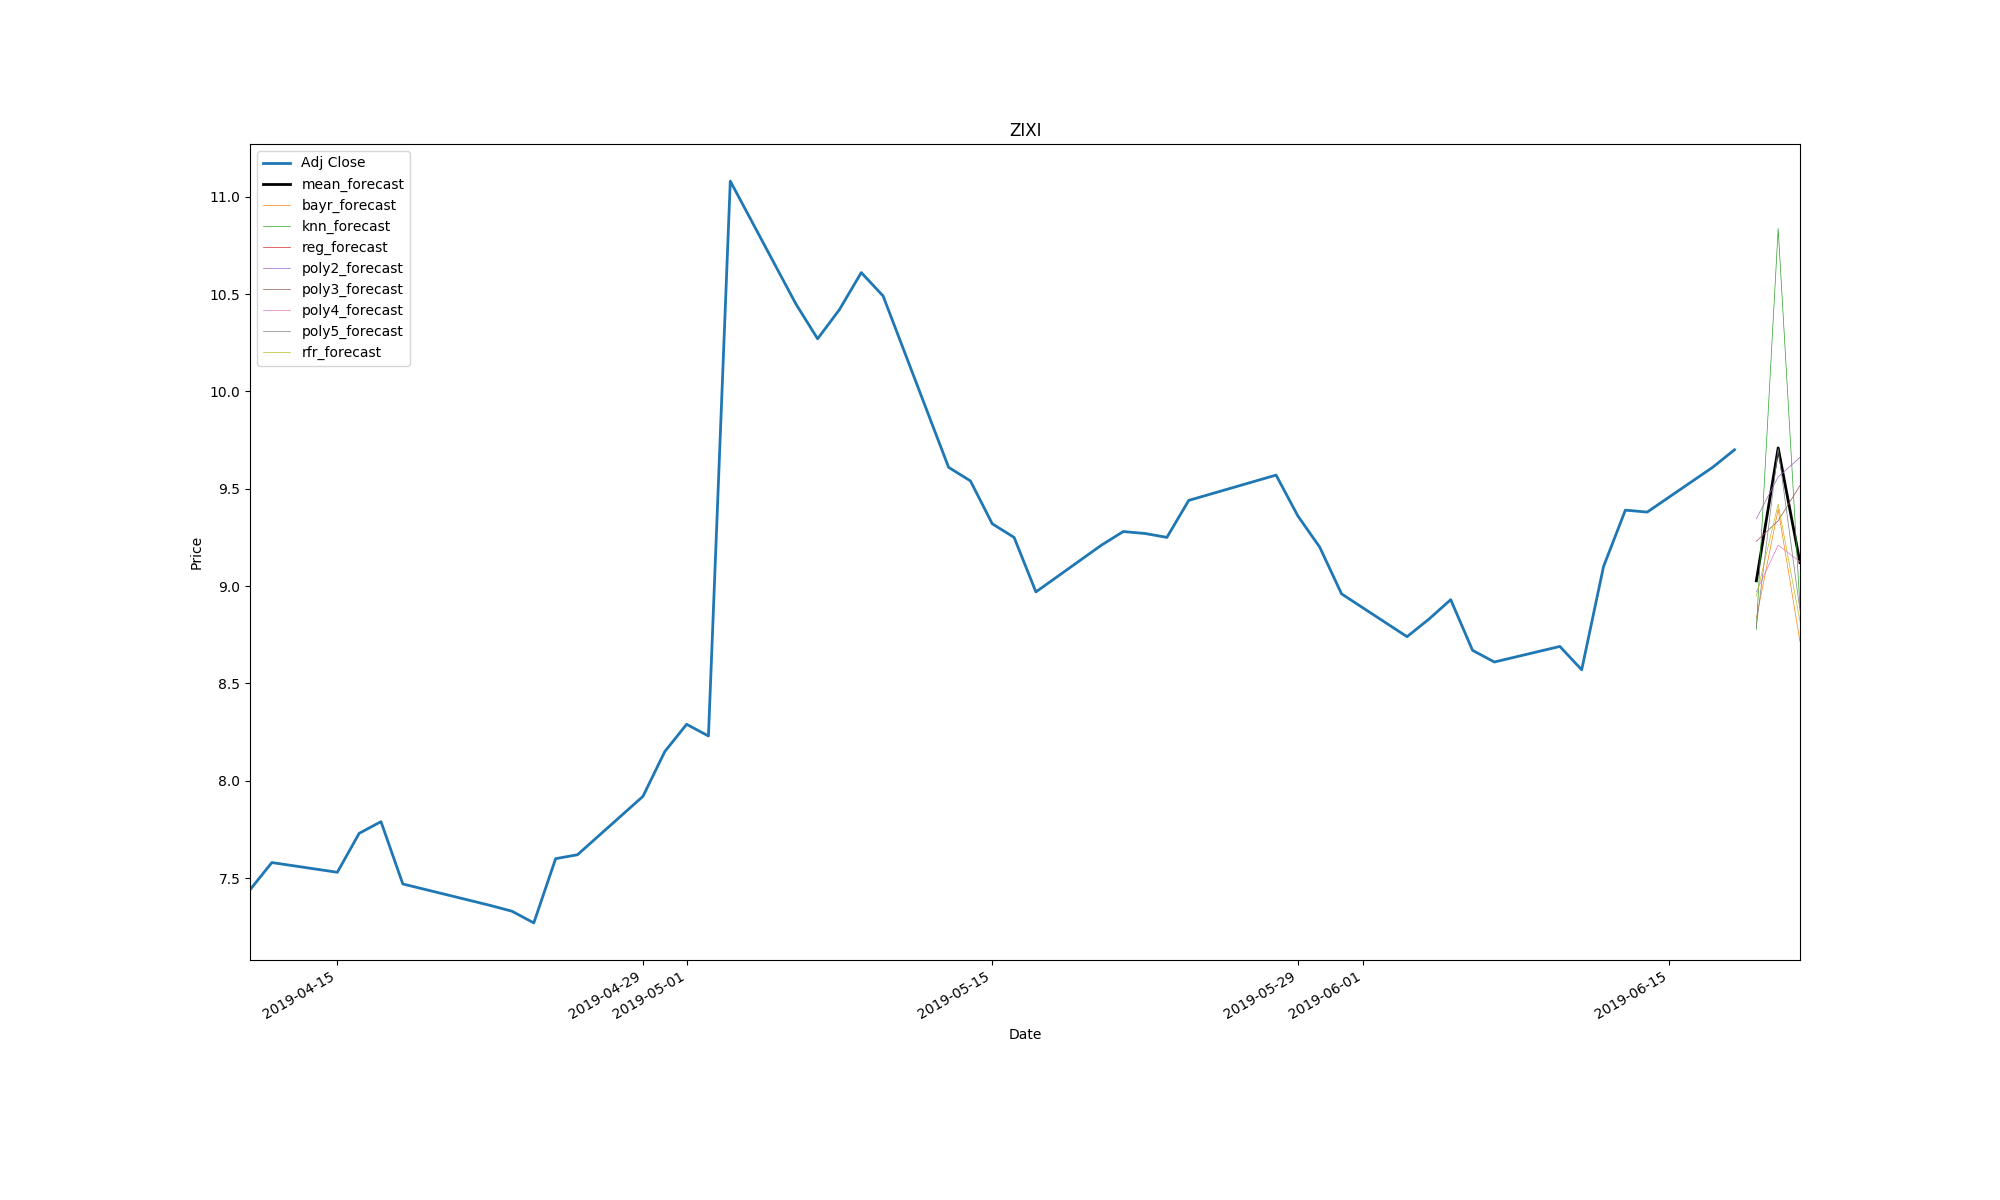 ZIXI
Adj Close
mean_forecast
bayr_forecast
knn_forecast
reg_forecast
poly2_forecast
poly3_forecast
poly4_forecast
poly5_forecast
rfr_forecast
11.0
10.5
10.0
9.5
9.0
8.5
8.0
7.5
Price
2019-04-15
2019-04-29
2019-05-01
2019-05-15
2019-05-29
2019-06-01
2019-06-15
Date